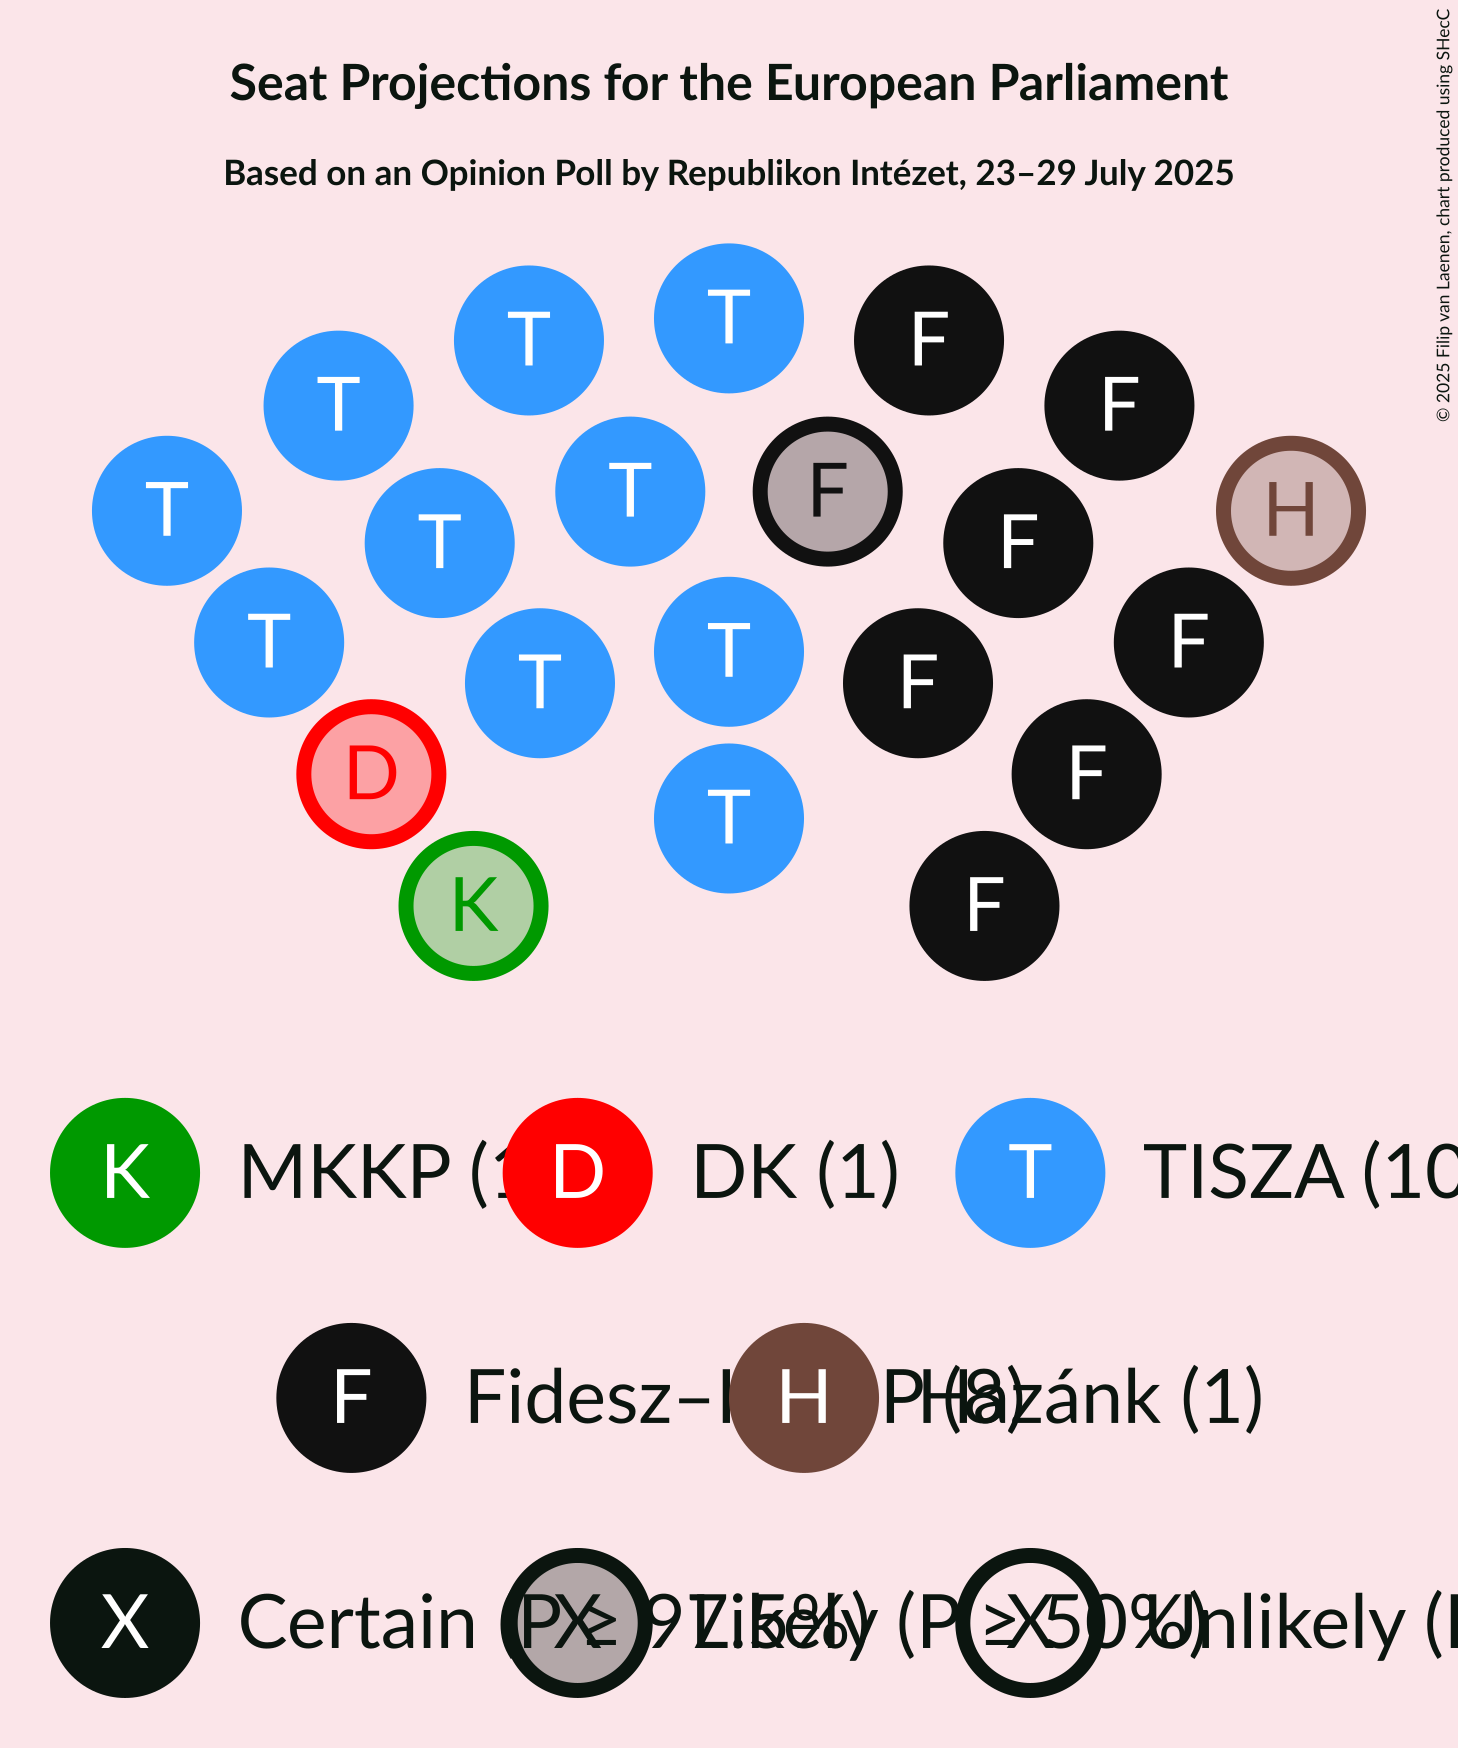 Seat Projections for the European Parliament
Based on an Opinion Poll by Republikon Intézet, 23–29 July 2025
© 2025 Filip van Laenen, chart produced using SHecC
T
T F
T F
T H
T F
T F
T F
T T
T F
D F
T
K F
K MKKP (1 D DK (1) T TISZA (10
F Fidesz– H P (8) Hazánk (1)
X Certain (P ≥ 97.5%) X Likely (P ≥ 50%) X Unlikely (